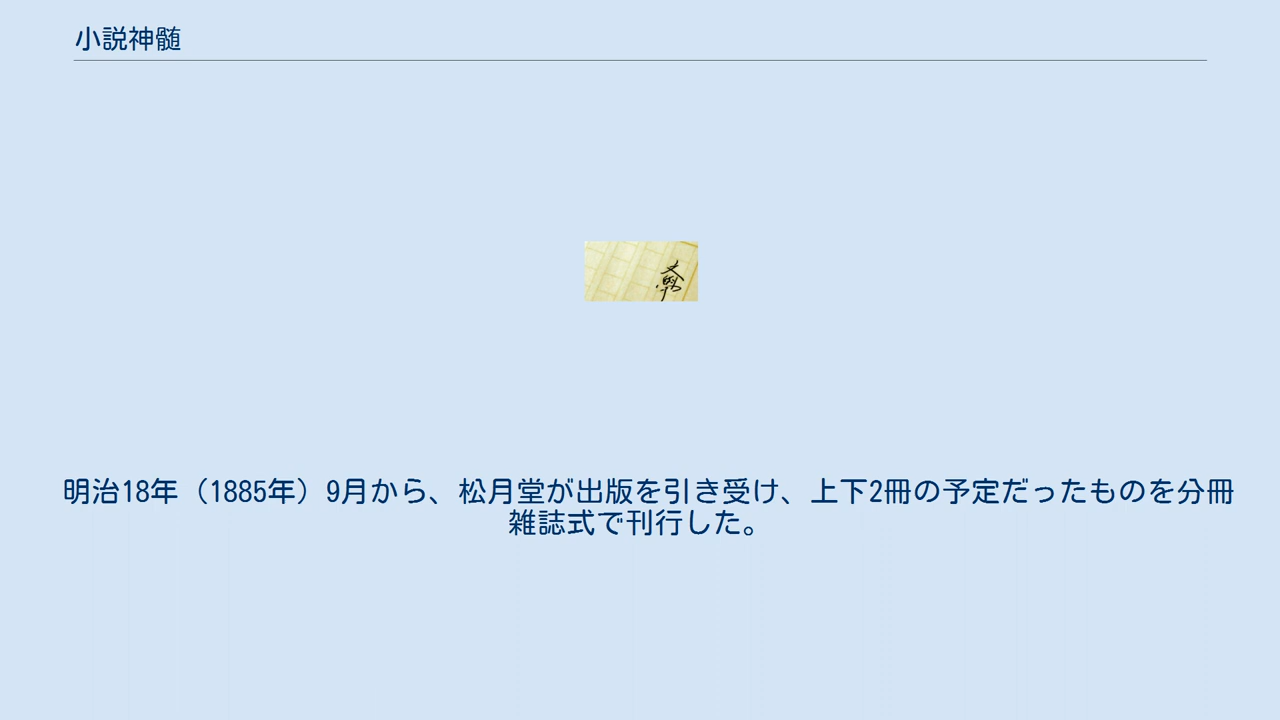 小説神髄
明治18年（1885年）9月から、松月堂が出版を引き受け、上下2冊の予定だったものを分冊
雑誌式で刊行した。